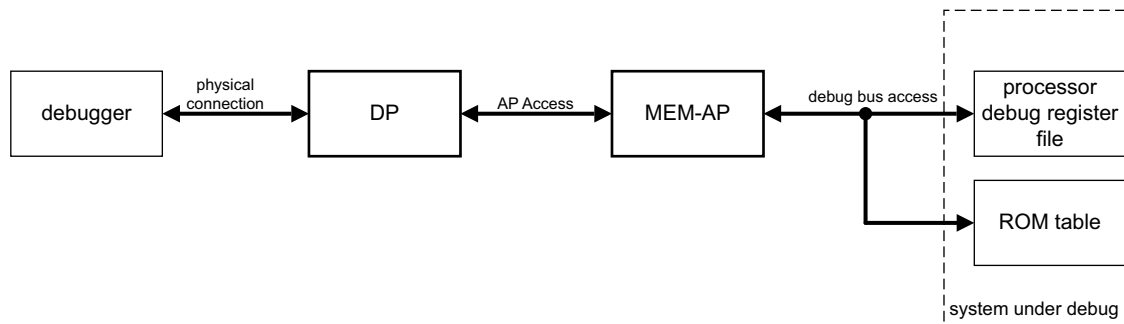 physical
connection
debugger
DP
AP Access
MEM-AP
debug bus access
processor
debug register
file
ROM table
system under debug